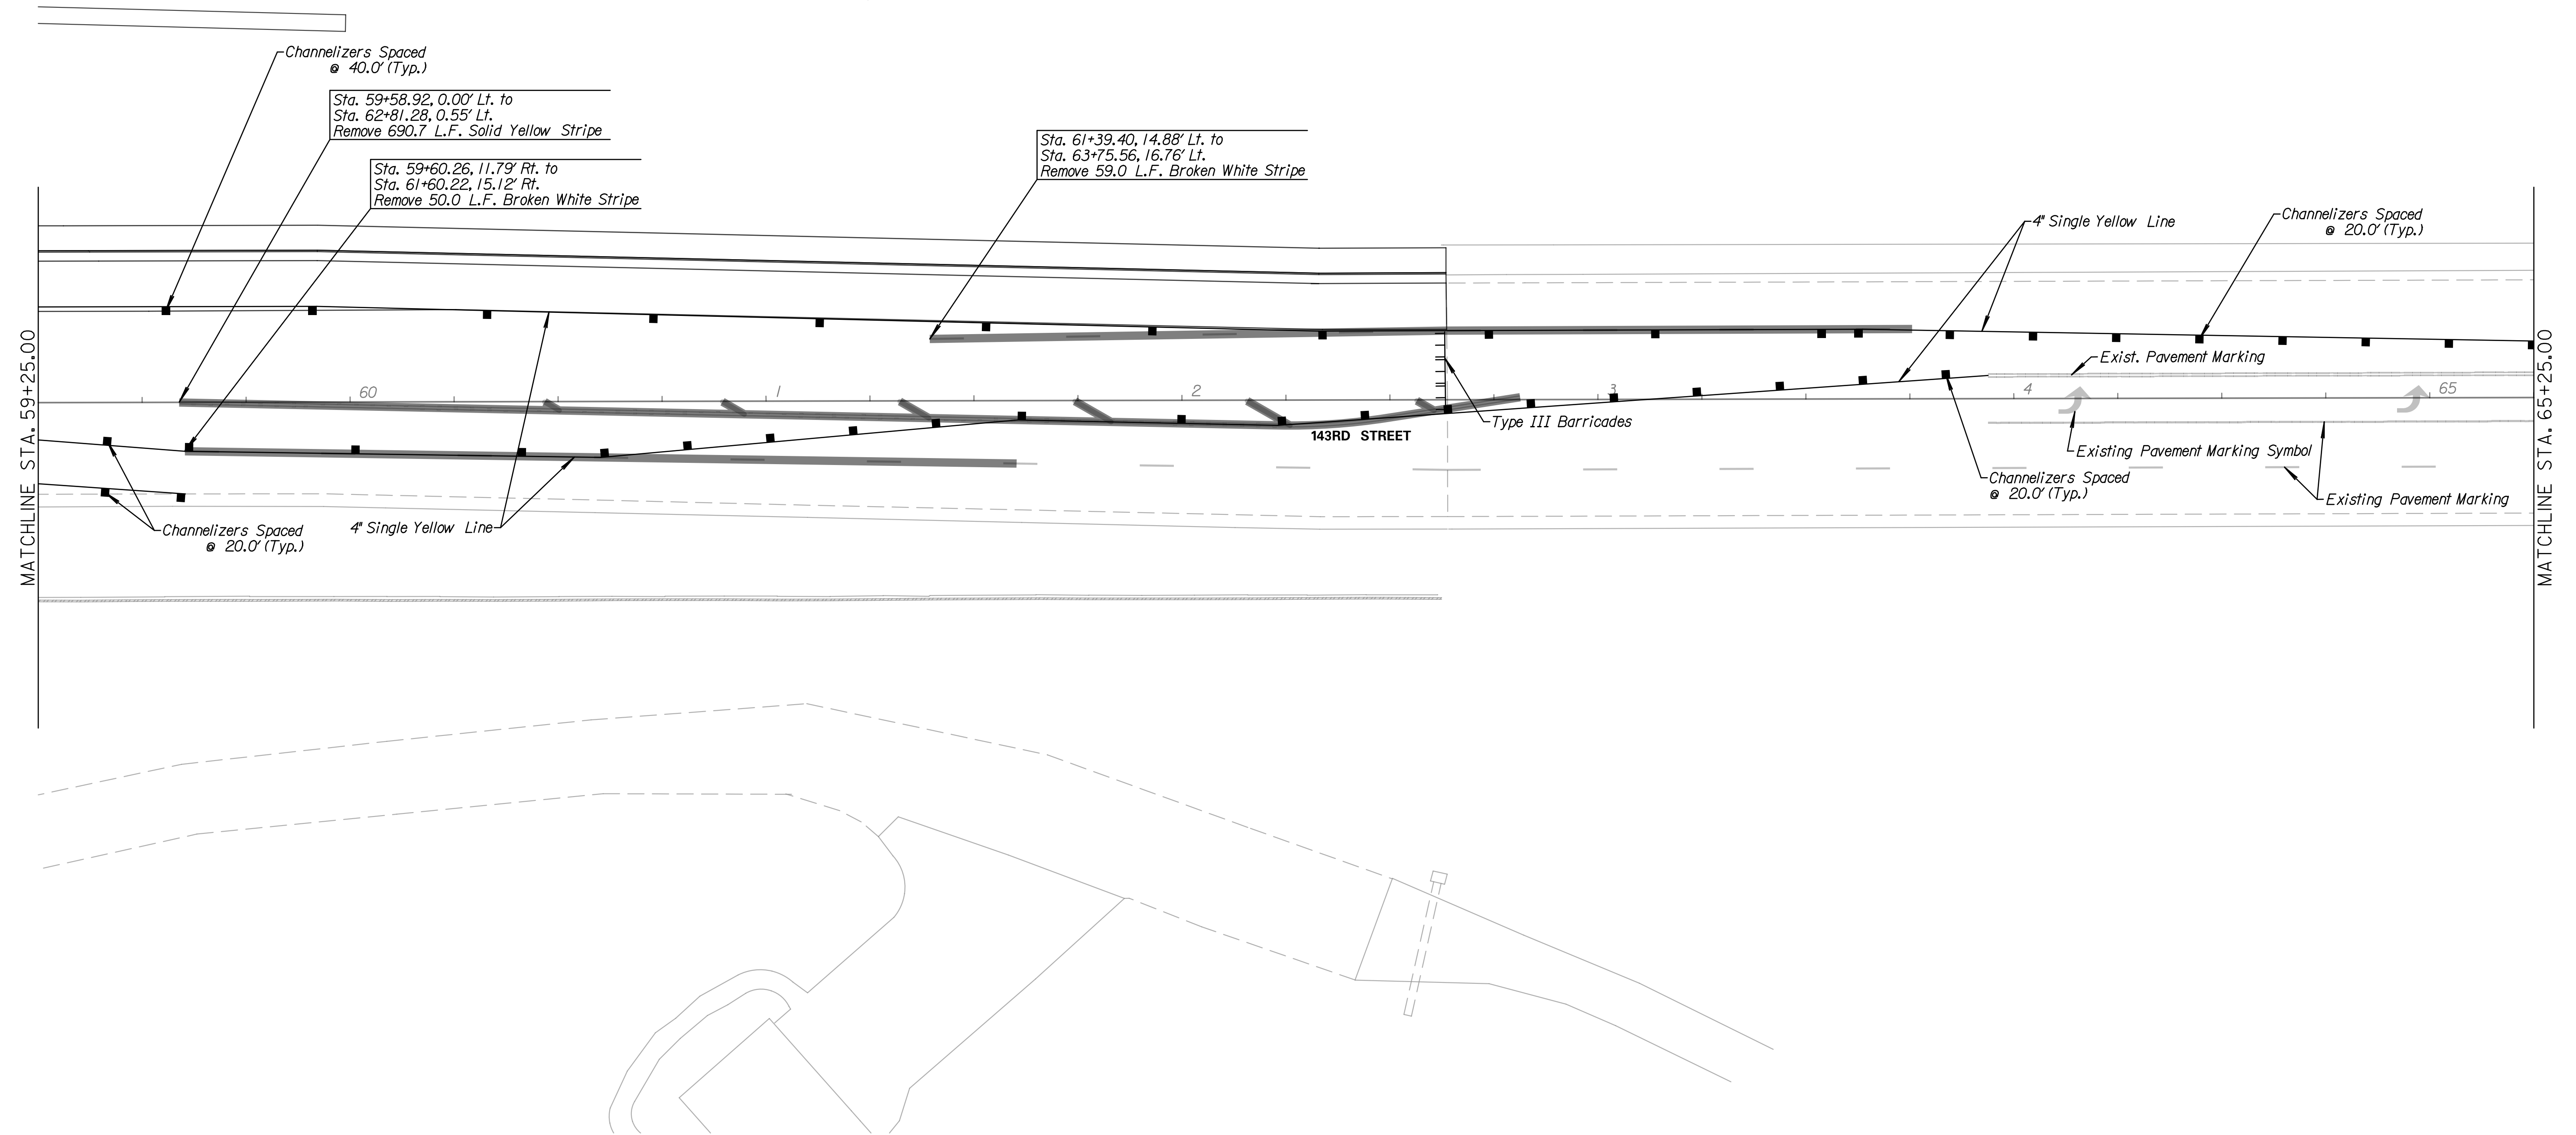 Channelizers Spaced
@ 40.0' (Typ.)
Sta. 59+58.92, 0.00' Lt. to
Sta. 62+81.28, 0.55' Lt.
Remove 690.7 L.F. Solid Yellow Stripe
Sta. 59+60.26, 11.79' Rt. to
Sta. 61+60.22, 15.12' Rt.
Remove 50.0 L.F. Broken White Stripe
Sta. 61+39.40, 14.88' Lt. to
Sta. 63+75.56, 16.76' Lt.
Remove 59.0 L.F. Broken White Stripe
4" Single Yellow Line
Channelizers Spaced
@ 20.0' (Typ.)
MATCHLINE STA. 59+25.00
MATCHLINE STA. 65+25.00
Exist. Pavement Marking
60
1
2
3
4
65
Type III Barricades
143RD STREET
Existing Pavement Marking Symbol
Channelizers Spaced
@ 20.0' (Typ.)
Existing Pavement Marking
Channelizers Spaced
@ 20.0' (Typ.)
4" Single Yellow Line